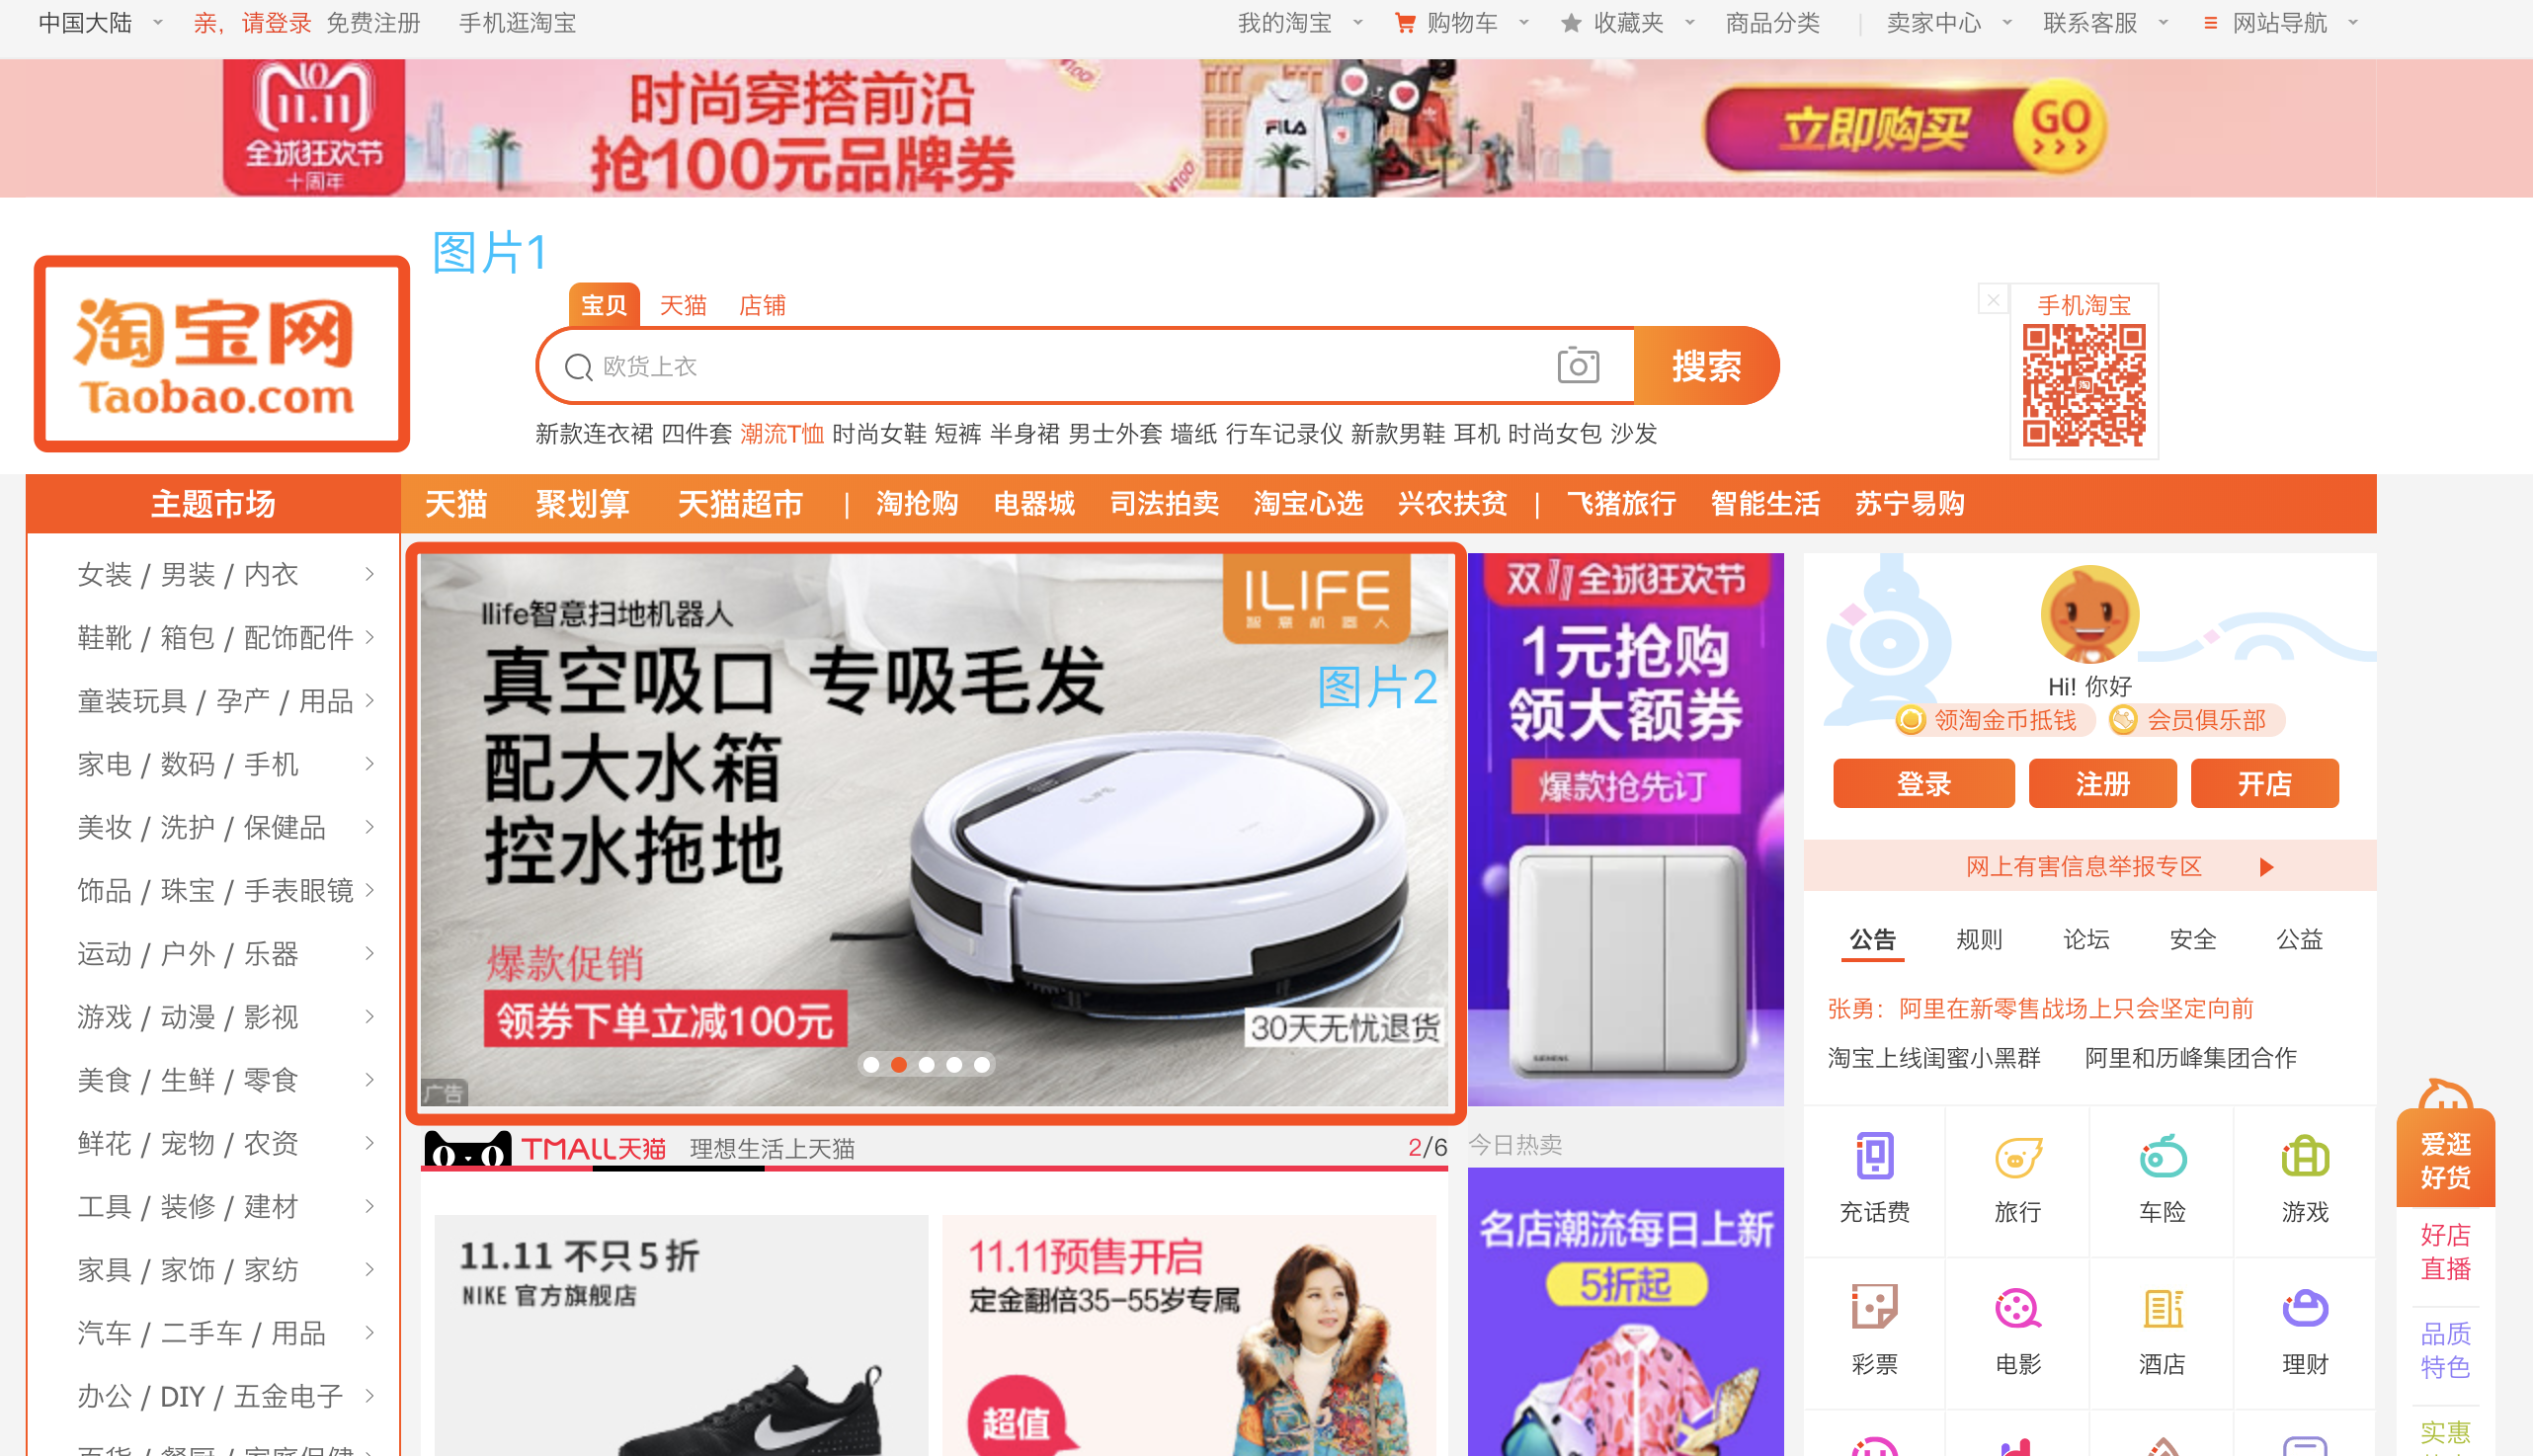 中国大陆 亲，请登录 免费注册 手机逛淘宝 我的淘宝 购物车 收藏夹 商品分类 卖家中心 联系客服 网站导航
11.11
全球狂欢节
十周年
时尚穿搭前沿
抢100元品牌券
¥100
FILA
立即购买 GO
淘宝网
Taobao.com
图片1
宝贝 天猫 店铺
欧货上衣
搜索
新款连衣裙 四件套 潮流T恤 时尚女鞋 短裤 半身裙 男士外套 墙纸 行车记录仪 新款男鞋 耳机 时尚女包 沙发
手机淘宝
淘
主题市场 天猫 聚划算 天猫超市 | 淘抢购 电器城 司法拍卖 淘宝心选 兴农扶贫 | 飞猪旅行 智能生活 苏宁易购
女装 / 男装 / 内衣
鞋靴 / 箱包 / 配饰配件
童装玩具 / 孕产 / 用品
家电 / 数码 / 手机
美妆 / 洗护 / 保健品
饰品 / 珠宝 / 手表眼镜
运动 / 户外 / 乐器
游戏 / 动漫 / 影视
美食 / 生鲜 / 零食
鲜花 / 宠物 / 农资
工具 / 装修 / 建材
家具 / 家饰 / 家纺
汽车 / 二手车 / 用品
办公 / DIY / 五金电子
百货 / 餐厨 / 家庭保健
ILIFE
智意机器人
Ilife智意扫地机器人
真空吸口 专吸毛发
配大水箱
控水拖地
图片2
ILIFE
爆款促销
领券下单立减100元
30天无忧退货
广告
双11全球狂欢节
1元抢购
领大额券
爆款抢先订
SIEMENS
TMALL天猫 理想生活上天猫 2/6
11.11 不只5折
NIKE 官方旗舰店
11.11预售开启
定金翻倍35-55岁专属
超值
今日热卖
名店潮流每日上新
5折起
Hi! 你好
领淘金币抵钱 会员俱乐部
登录 注册 开店
网上有害信息举报专区
公告 规则 论坛 安全 公益
张勇：阿里在新零售战场上只会坚定向前
淘宝上线闺蜜小黑群 阿里和历峰集团合作
充话费 旅行 车险 游戏
彩票 电影 酒店 理财
爱逛
好货
好店
直播
品质
特色
实惠